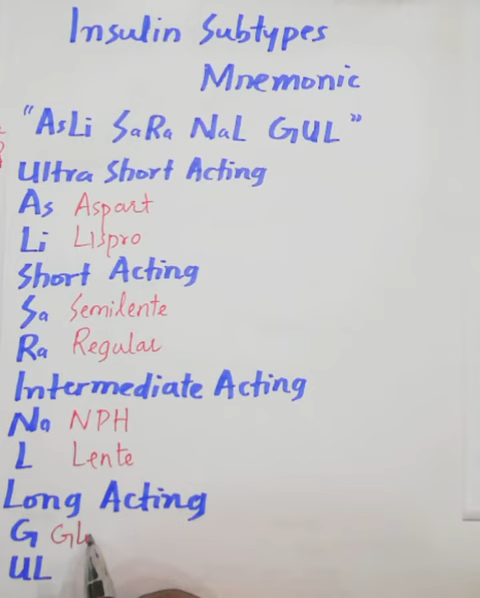 Insulin Subtypes
Mnemonic
"AsLi SaRa NaL GUL"
Ultra Short Acting
As Aspart
Li Lispro
Short Acting
Sa Semilente
Ra Regular
Intermediate Acting
Na NPH
L Lente
Long Acting
G Gl
UL